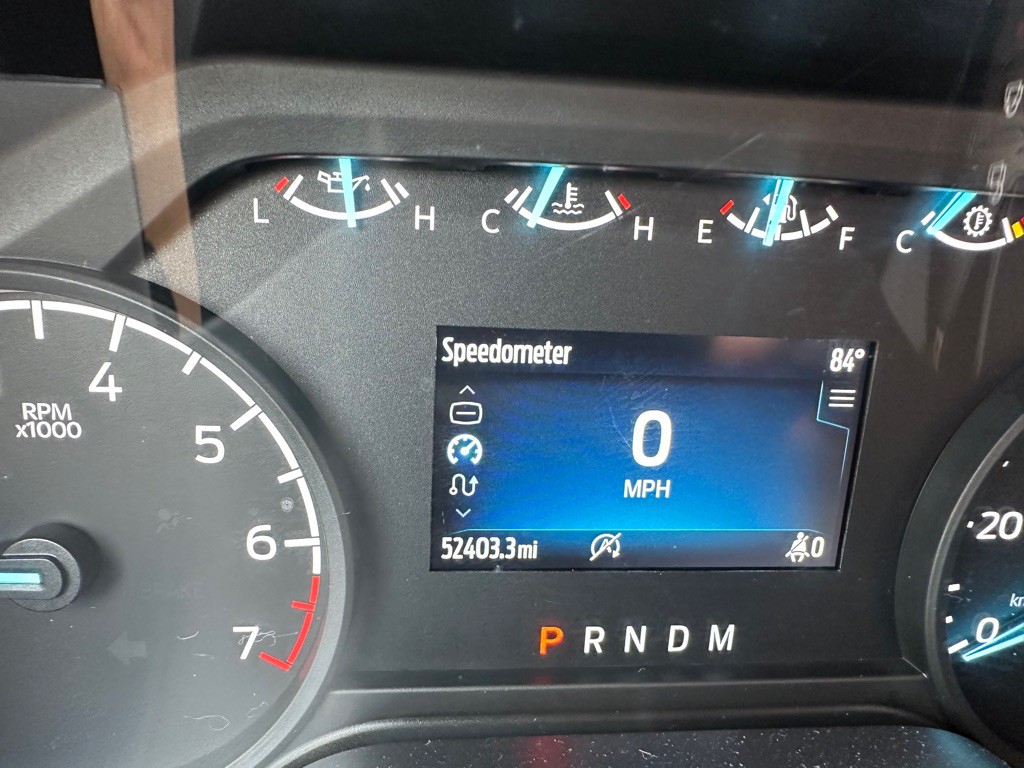 L H C H E F C
Speedometer 84°
4
RPM
x1000
5
0
MPH
6
20
52403.3mi 0
7
P R N D M
0